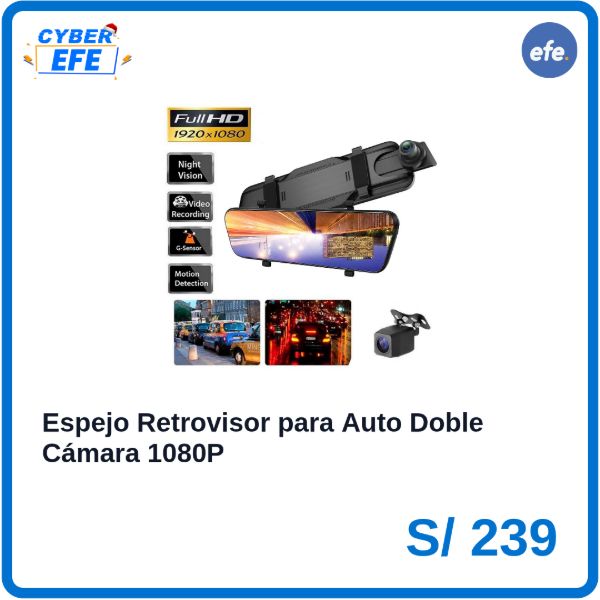 CYBER
EFE
efe.
Full HD
1920x1080
Night
Vision
Video
Recording
G-Sensor
Motion
Detection
Espejo Retrovisor para Auto Doble
Cámara 1080P
S/ 239